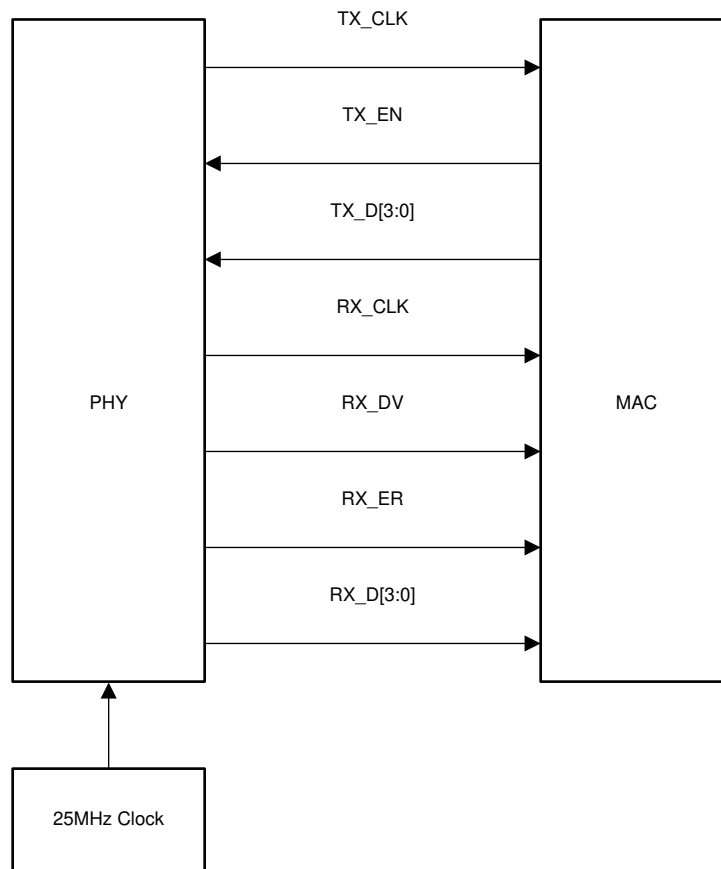 TX_CLK
TX_EN
TX_D[3:0]
RX_CLK
PHY
RX_DV
MAC
RX_ER
RX_D[3:0]
25MHz Clock